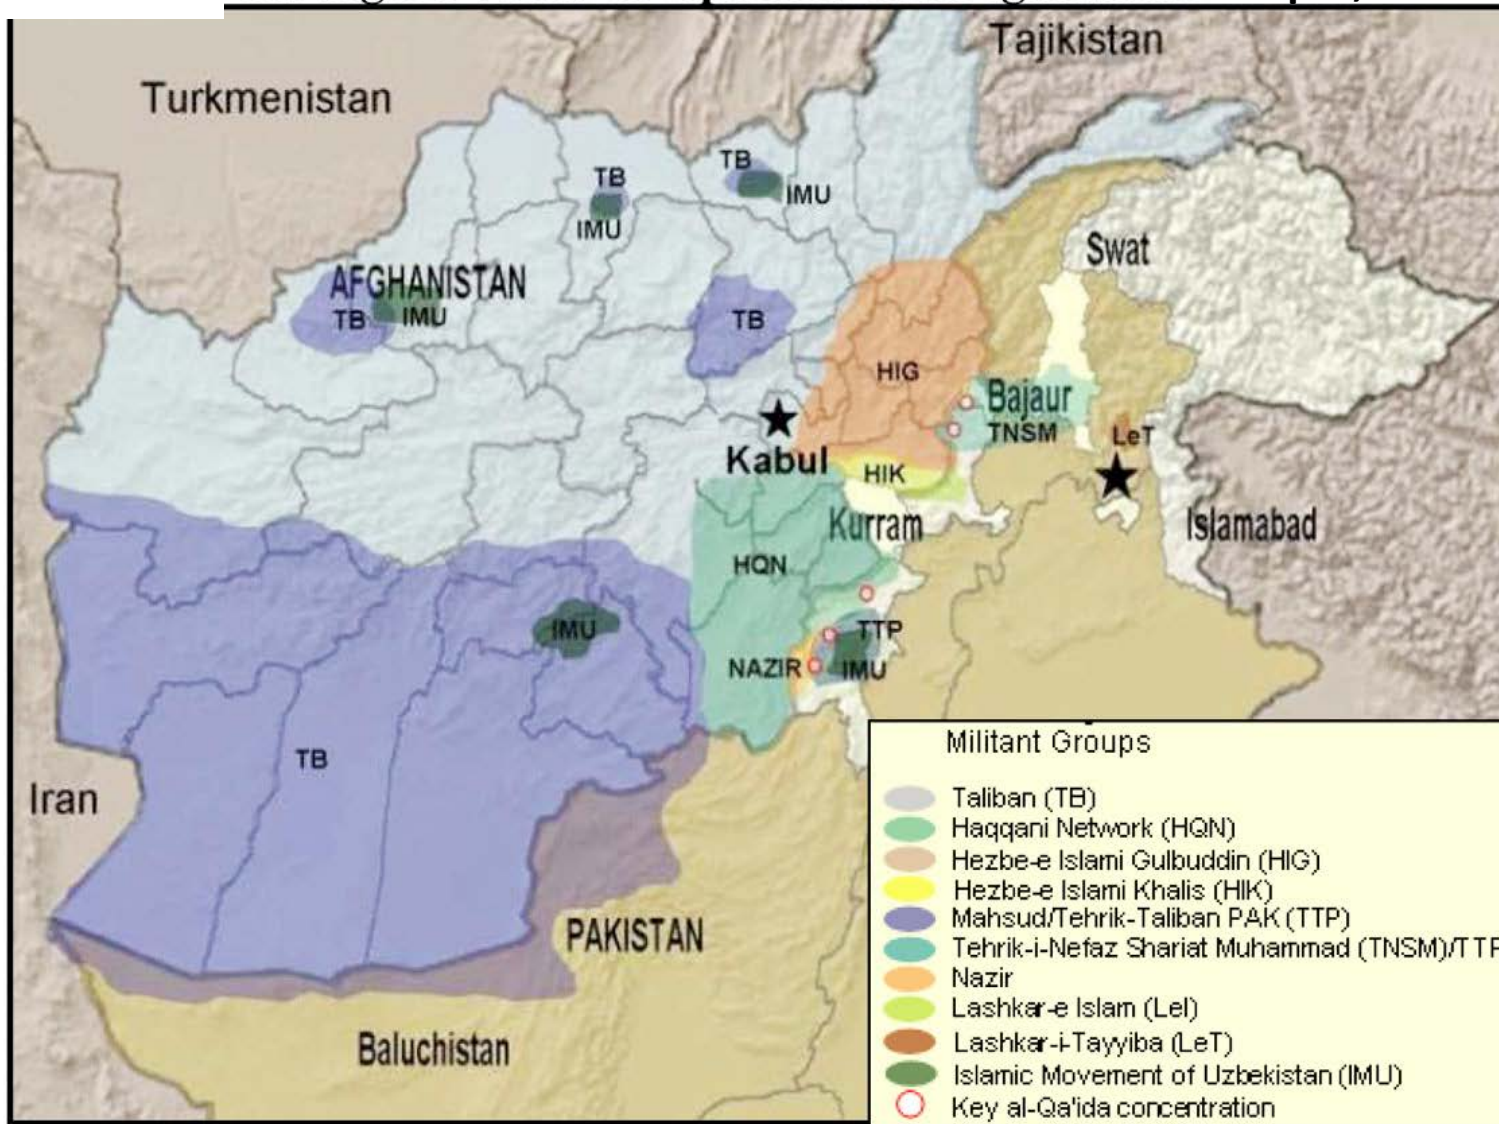 Tajikistan
Turkmenistan
TB
IMU
TB
IMU
Swat
AFGHANISTAN
TB
IMU
TB
HIG
Bajaur
TNSM
LeT
Kabul
HIK
Kurram
Islamabad
HQN
IMU
TTP
NAZIR
IMU
TB
Iran
PAKISTAN
Baluchistan
Militant Groups
Taliban (TB)
Haqqani Network (HQN)
Hezbe-e Islami Gulbuddin (HIG)
Hezbe-e Islami Khalis (HIK)
Mahsud/Tehrik-Taliban PAK (TTP)
Tehrik-i-Nefaz Shariat Muhammad (TNSM)/TTP
Nazir
Lashkar-e Islam (LeI)
Lashkar-i-Tayyiba (LeT)
Islamic Movement of Uzbekistan (IMU)
Key al-Qa'ida concentration